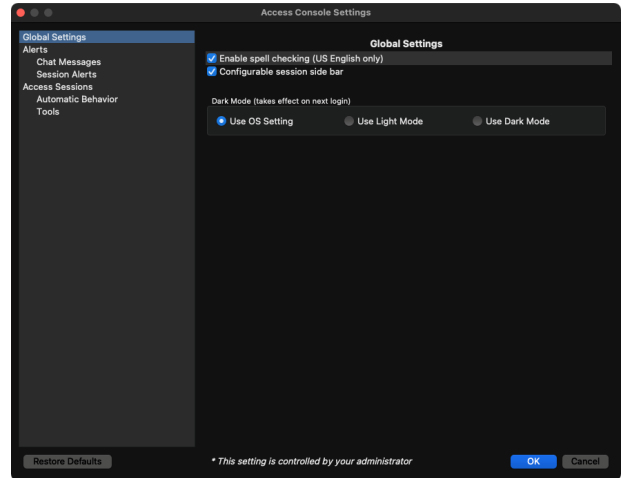 Access Console Settings
Global Settings
Alerts
Chat Messages
Session Alerts
Access Sessions
Automatic Behavior
Tools
Global Settings
Enable spell checking (US English only)
Configurable session side bar
Dark Mode (takes effect on next login)
Use OS Setting Use Light Mode Use Dark Mode
Restore Defaults * This setting is controlled by your administrator OK Cancel